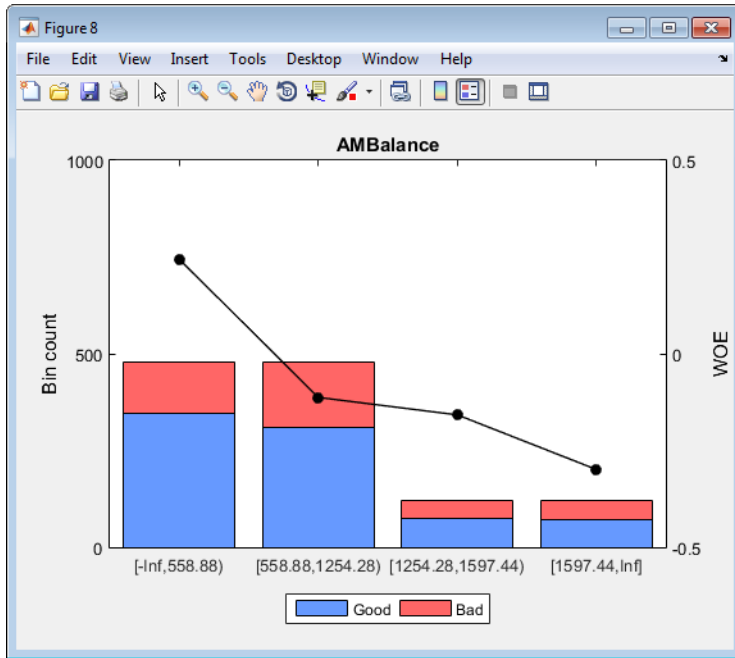 Figure 8
File Edit View Insert Tools Desktop Window Help
AMBalance
1000
500
0
Bin count
0.5
0
-0.5
WOE
[-Inf,558.88) [558.88,1254.28) [1254.28,1597.44) [1597.44,Inf]
Good Bad